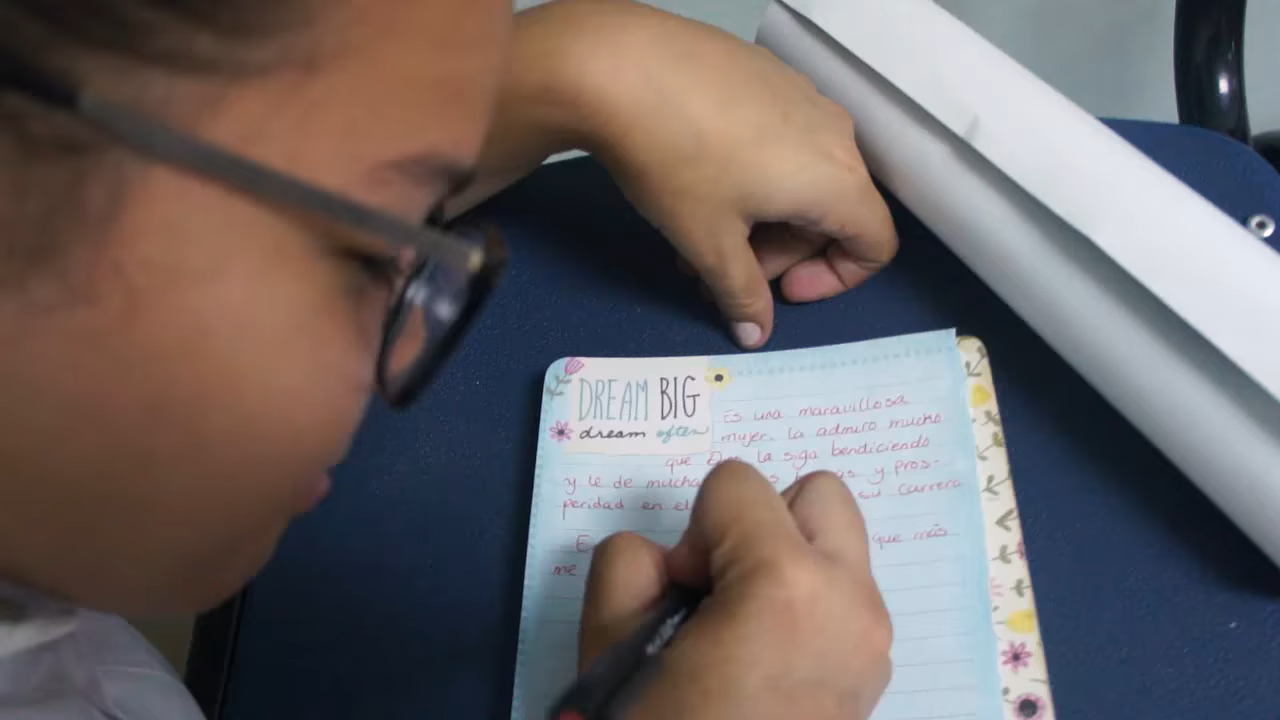 DREAM BIG
dream often
Es una maravillosa
mujer, la admiro mucho
que la siga bendiciendo
y le de y pros-
peridad en el su carrera
que más
me